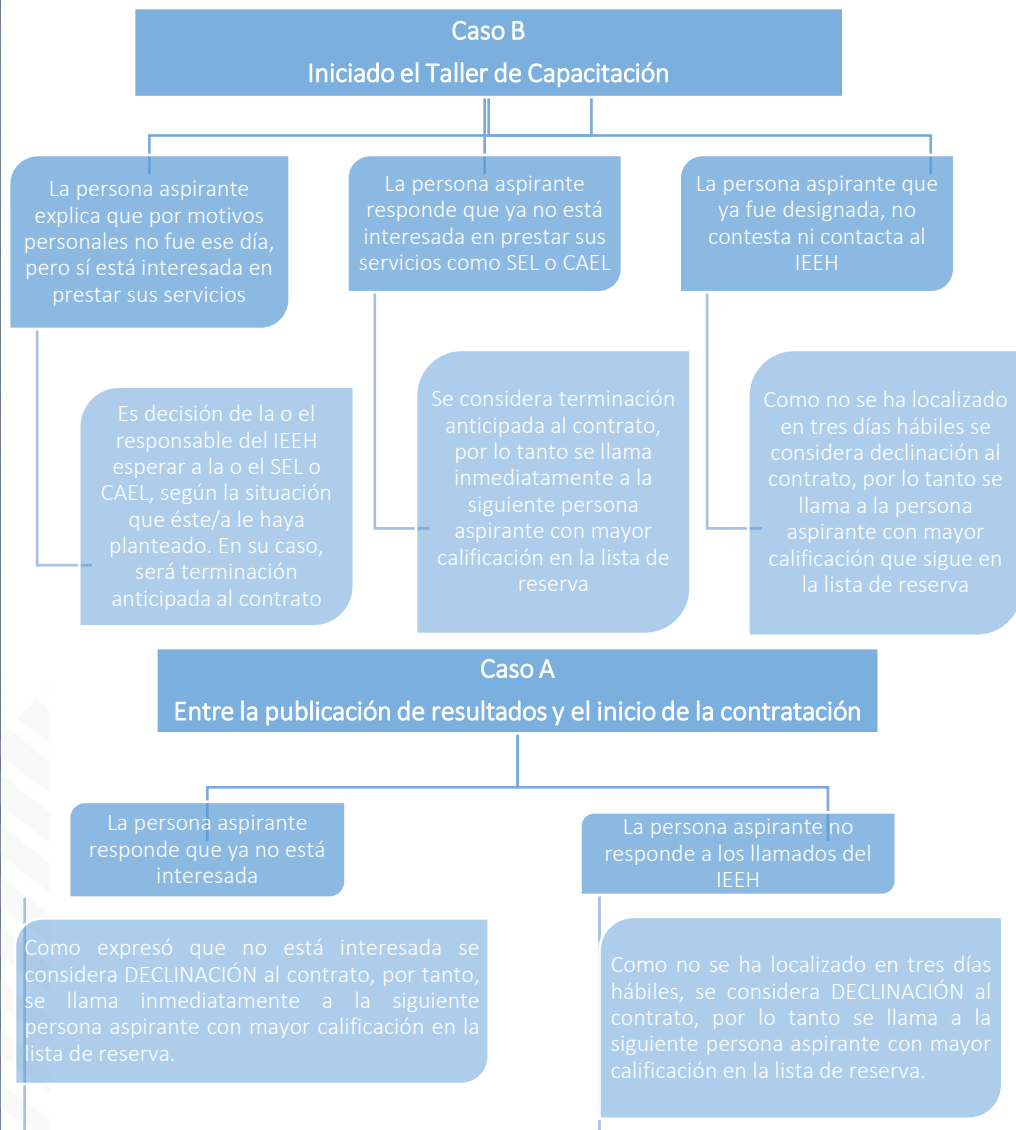 Caso B
Iniciado el Taller de Capacitación
La persona aspirante
explica que por motivos
personales no fue ese día,
pero sí está interesada en
prestar sus servicios
La persona aspirante
responde que ya no está
interesada en prestar sus
servicios como SEL o CAEL
La persona aspirante que
ya fue designada, no
contesta ni contacta al
IEEH
Es decisión de la o el
responsable del IEEH
esperar a la o el SEL o
CAEL, según la situación
que éste/a le haya
planteado. En su caso,
será terminación
anticipada al contrato
Se considera terminación
anticipada al contrato,
por lo tanto se llama
inmediatamente a la
siguiente persona
aspirante con mayor
calificación en la lista de
reserva
Como no se ha localizado
en tres días hábiles se
considera declinación al
contrato, por lo tanto se
llama a la persona
aspirante con mayor
calificación que sigue en
la lista de reserva
Caso A
Entre la publicación de resultados y el inicio de la contratación
La persona aspirante
responde que ya no está
interesada
La persona aspirante no
responde a los llamados del
IEEH
Como expresó que no está interesada se
considera DECLINACIÓN al contrato, por tanto,
se llama inmediatamente a la siguiente
persona aspirante con mayor calificación en la
lista de reserva.
Como no se ha localizado en tres días
hábiles, se considera DECLINACIÓN al
contrato, por lo tanto se llama a la
siguiente persona aspirante con mayor
calificación en la lista de reserva.